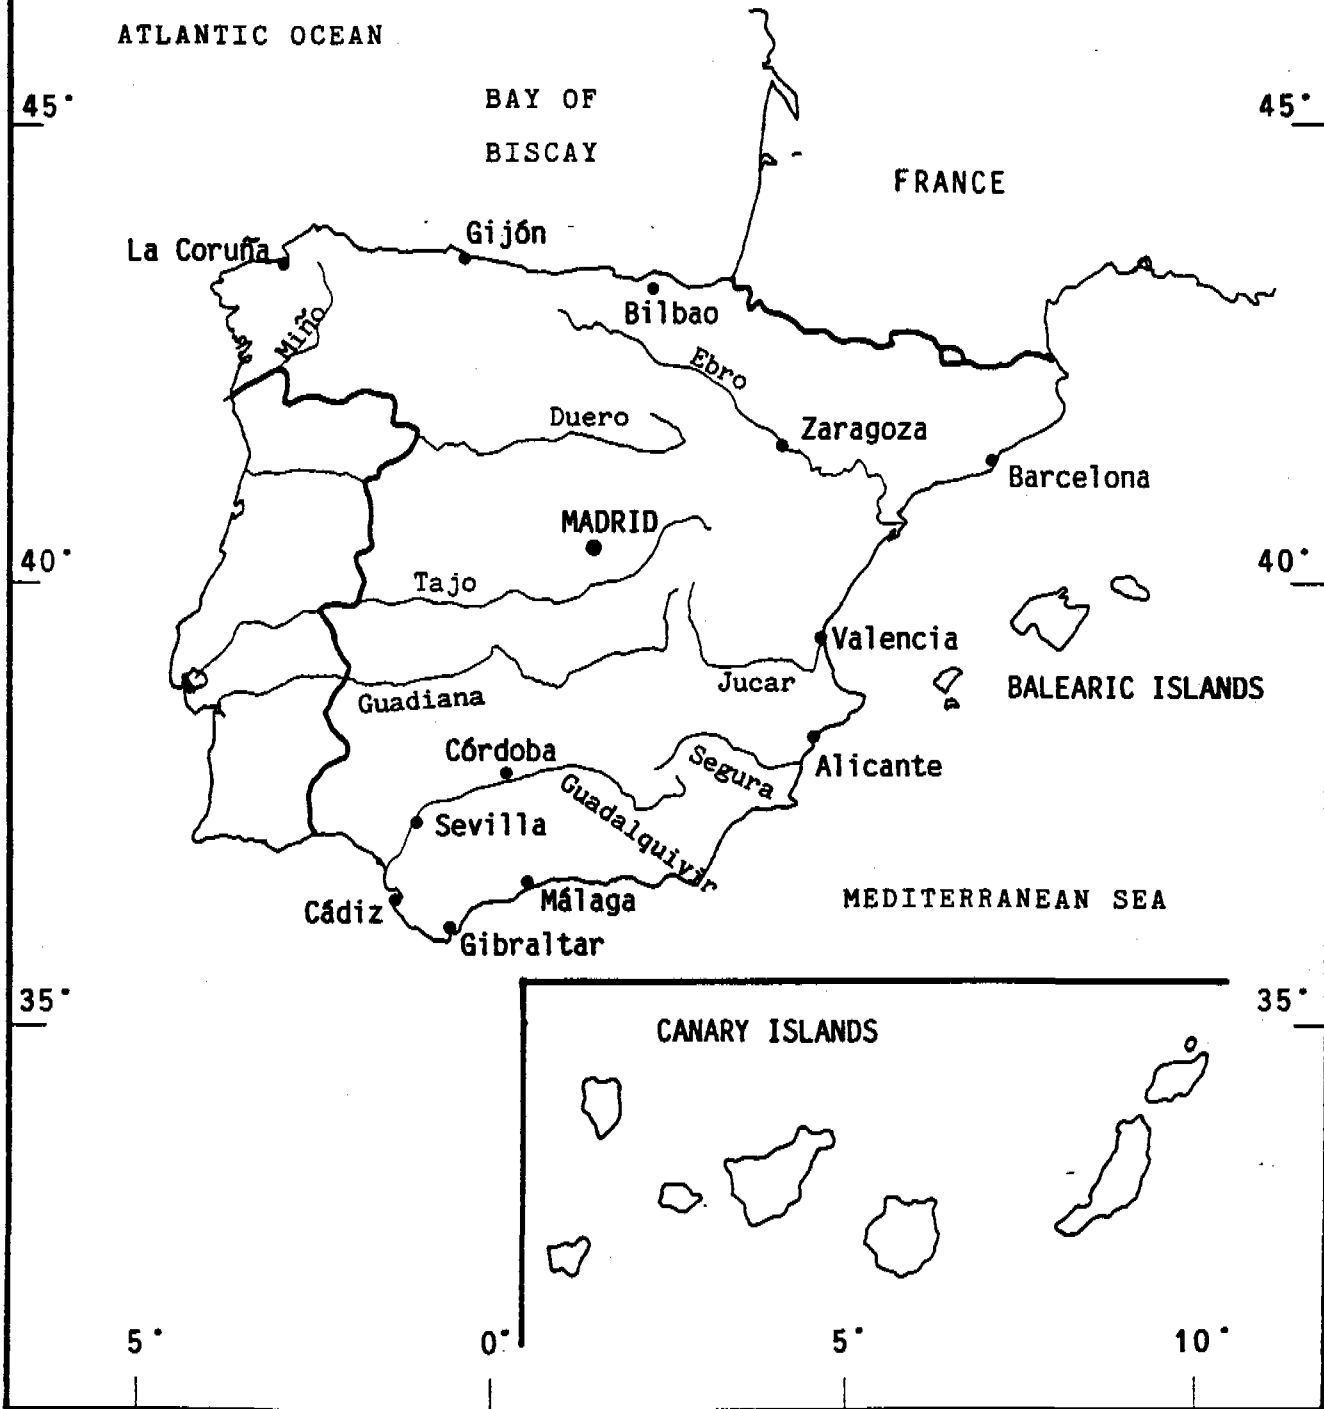 ATLANTIC OCEAN
BAY OF
BISCAY
45°
45°
FRANCE
Gijón
La Coruña
Bilbao
Miño
Ebro
Duero
Zaragoza
Barcelona
MADRID
40°
40°
Tajo
Valencia
Jucar
BALEARIC ISLANDS
Guadiana
Córdoba
Segura
Alicante
Guadalquivir
Sevilla
Málaga
MEDITERRANEAN SEA
Cádiz
Gibraltar
35°
35°
CANARY ISLANDS
5°
0°
5°
10°